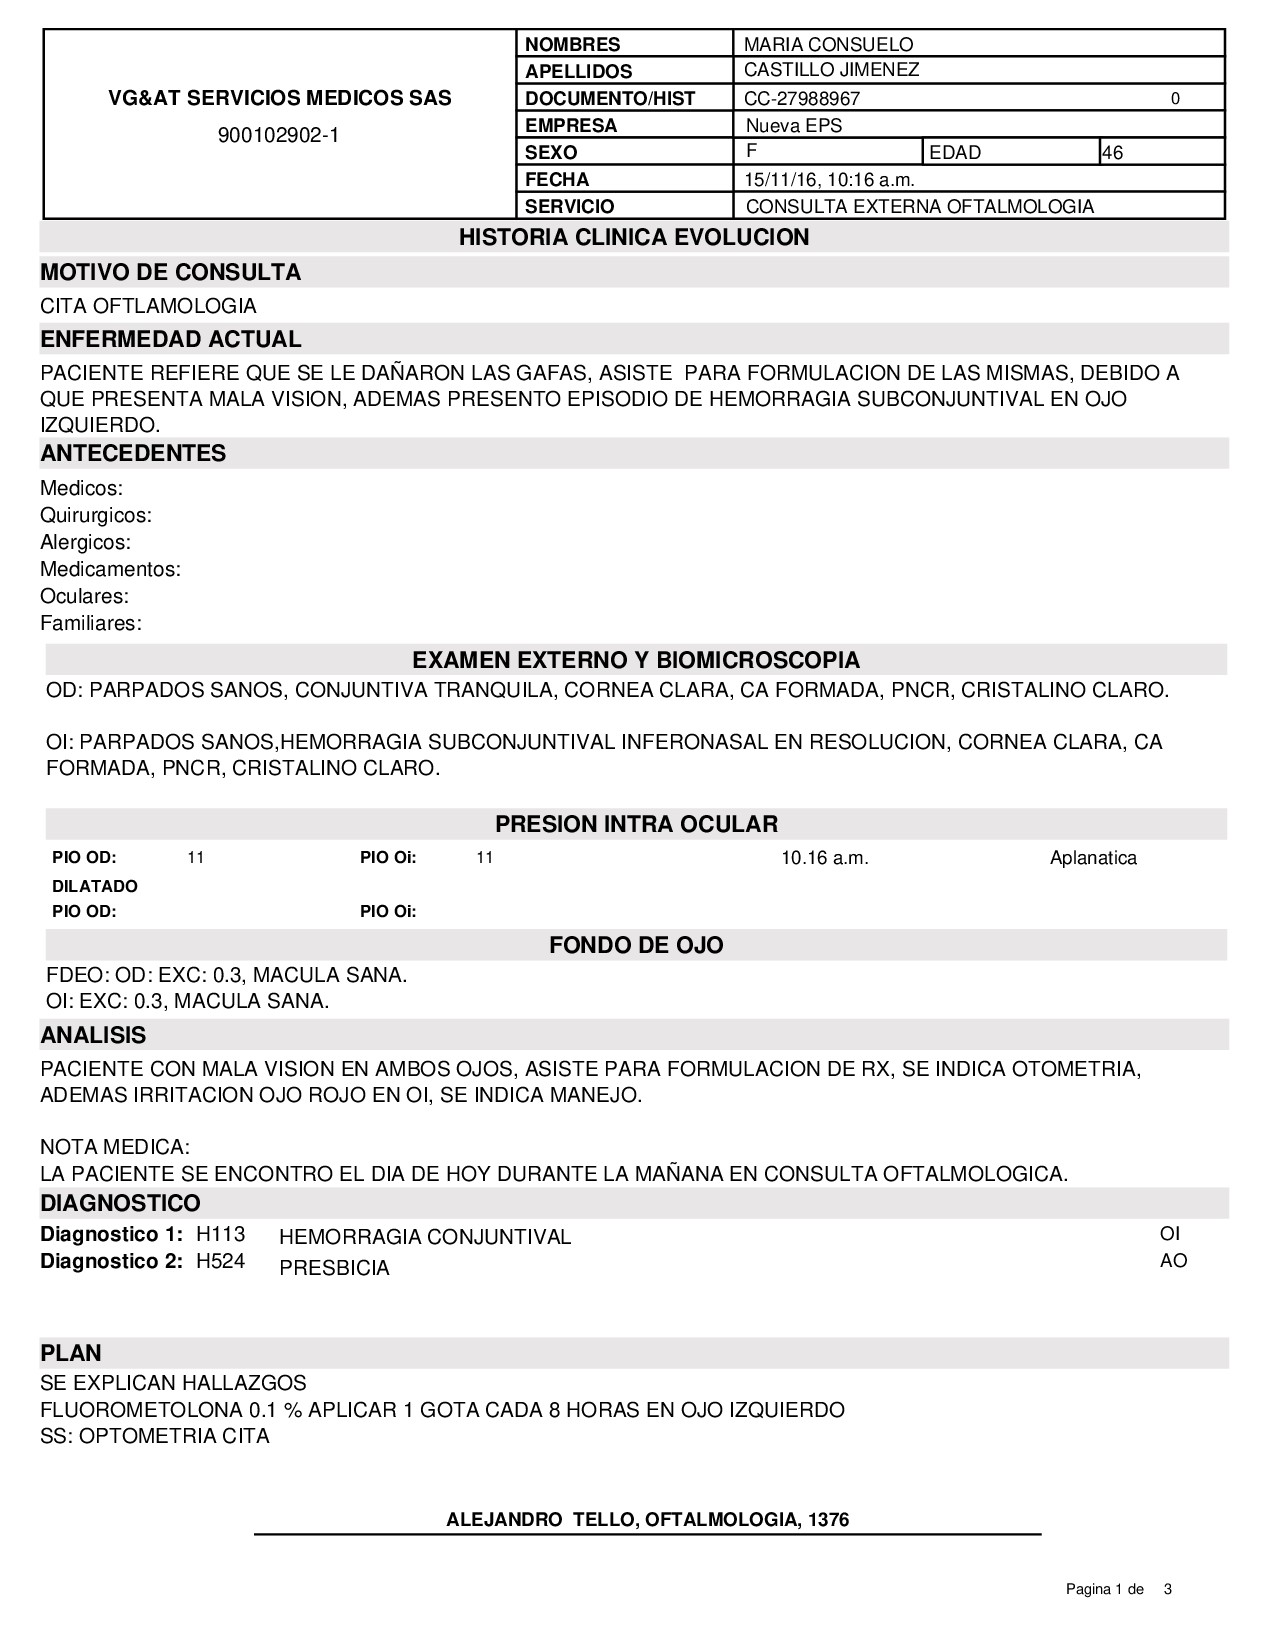 VG&AT SERVICIOS MEDICOS SAS
900102902-1
NOMBRES MARIA CONSUELO
APELLIDOS CASTILLO JIMENEZ
DOCUMENTO/HIST CC-27988967 0
EMPRESA Nueva EPS
SEXO F EDAD 46
FECHA 15/11/16, 10:16 a.m.
SERVICIO CONSULTA EXTERNA OFTALMOLOGIA
HISTORIA CLINICA EVOLUCION
MOTIVO DE CONSULTA
CITA OFTLAMOLOGIA
ENFERMEDAD ACTUAL
PACIENTE REFIERE QUE SE LE DAÑARON LAS GAFAS, ASISTE  PARA FORMULACION DE LAS MISMAS, DEBIDO A
QUE PRESENTA MALA VISION, ADEMAS PRESENTO EPISODIO DE HEMORRAGIA SUBCONJUNTIVAL EN OJO
IZQUIERDO.
ANTECEDENTES
Medicos:
Quirurgicos:
Alergicos:
Medicamentos:
Oculares:
Familiares:
EXAMEN EXTERNO Y BIOMICROSCOPIA
OD: PARPADOS SANOS, CONJUNTIVA TRANQUILA, CORNEA CLARA, CA FORMADA, PNCR, CRISTALINO CLARO.
OI: PARPADOS SANOS,HEMORRAGIA SUBCONJUNTIVAL INFERONASAL EN RESOLUCION, CORNEA CLARA, CA
FORMADA, PNCR, CRISTALINO CLARO.
PRESION INTRA OCULAR
PIO OD: 11 PIO Oi: 11 10.16 a.m. Aplanatica
DILATADO
PIO OD: PIO Oi:
FONDO DE OJO
FDEO: OD: EXC: 0.3, MACULA SANA.
OI: EXC: 0.3, MACULA SANA.
ANALISIS
PACIENTE CON MALA VISION EN AMBOS OJOS, ASISTE PARA FORMULACION DE RX, SE INDICA OTOMETRIA,
ADEMAS IRRITACION OJO ROJO EN OI, SE INDICA MANEJO.
NOTA MEDICA:
LA PACIENTE SE ENCONTRO EL DIA DE HOY DURANTE LA MAÑANA EN CONSULTA OFTALMOLOGICA.
DIAGNOSTICO
Diagnostico 1: H113 HEMORRAGIA CONJUNTIVAL OI
Diagnostico 2: H524 PRESBICIA AO
PLAN
SE EXPLICAN HALLAZGOS
FLUOROMETOLONA 0.1 % APLICAR 1 GOTA CADA 8 HORAS EN OJO IZQUIERDO
SS: OPTOMETRIA CITA
ALEJANDRO  TELLO, OFTALMOLOGIA, 1376
Pagina 1 de 3